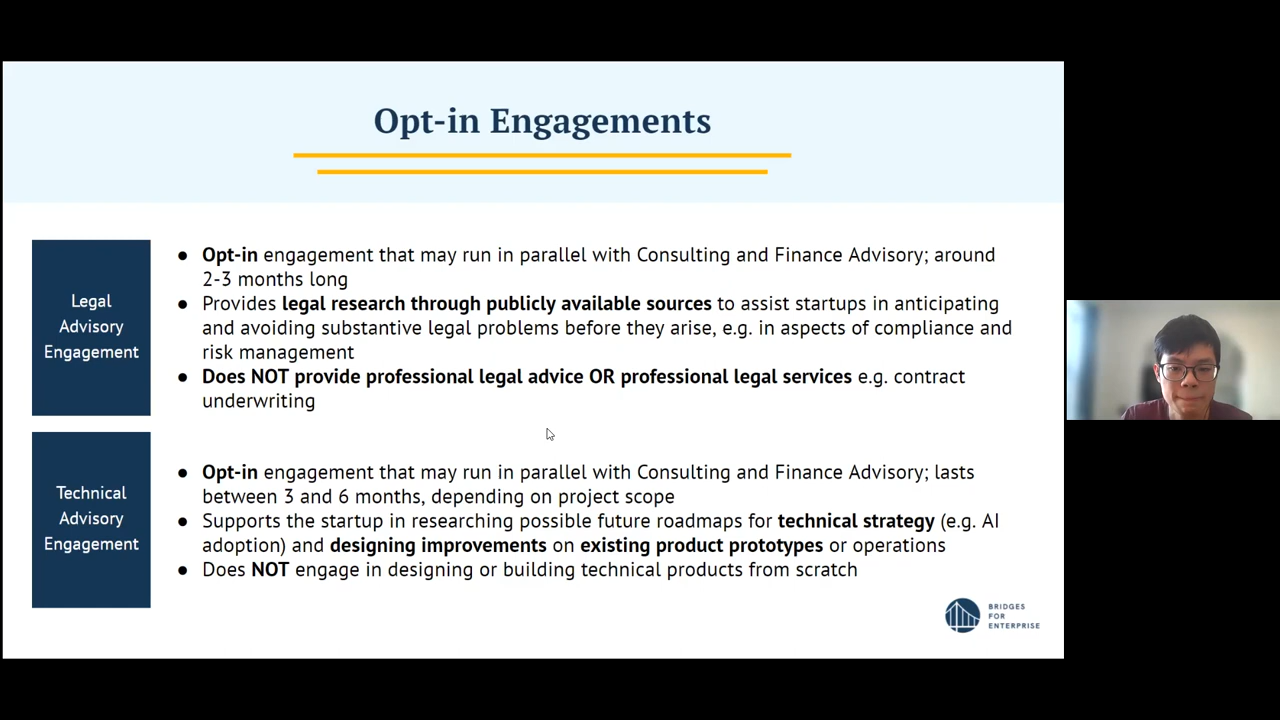 Opt-in Engagements
Legal
Advisory
Engagement
● Opt-in engagement that may run in parallel with Consulting and Finance Advisory; around
2-3 months long
● Provides legal research through publicly available sources to assist startups in anticipating
and avoiding substantive legal problems before they arise, e.g. in aspects of compliance and
risk management
● Does NOT provide professional legal advice OR professional legal services e.g. contract
underwriting
Technical
Advisory
Engagement
● Opt-in engagement that may run in parallel with Consulting and Finance Advisory; lasts
between 3 and 6 months, depending on project scope
● Supports the startup in researching possible future roadmaps for technical strategy (e.g. AI
adoption) and designing improvements on existing product prototypes or operations
● Does NOT engage in designing or building technical products from scratch
BRIDGES
FOR
ENTERPRISE